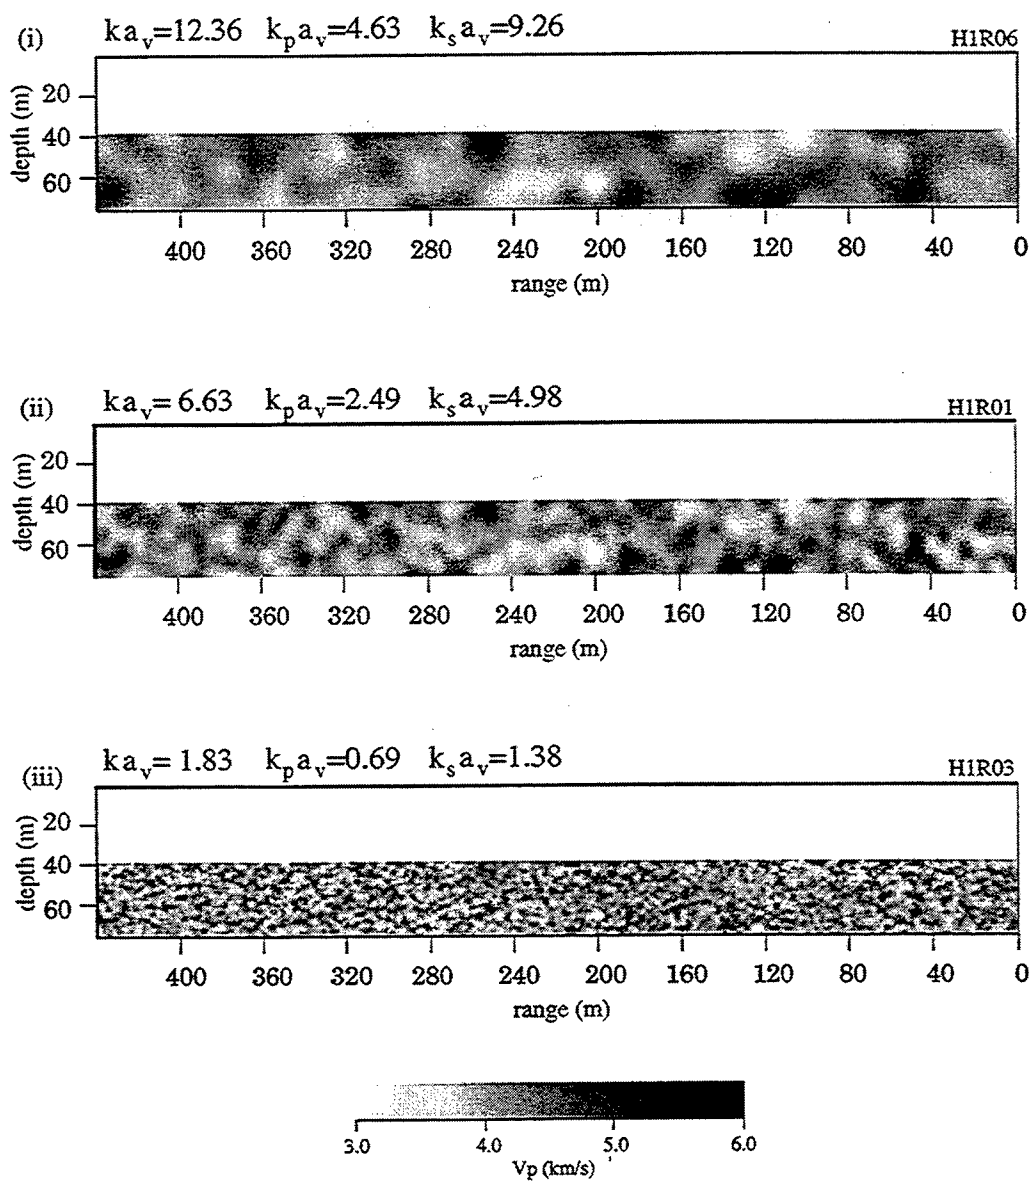 (i) ka_v=12.36 k_pa_v=4.63 k_sa_v=9.26 H1R06
depth (m)
20
40
60
400 360 320 280 240 200 160 120 80 40 0
range (m)
(ii) ka_v=6.63 k_pa_v=2.49 k_sa_v=4.98 H1R01
depth (m)
20
40
60
400 360 320 280 240 200 160 120 80 40 0
range (m)
(iii) ka_v= 1.83 k_pa_v=0.69 k_sa_v=1.38 H1R03
depth (m)
20
40
60
400 360 320 280 240 200 160 120 80 40 0
range (m)
3.0 4.0 5.0 6.0
Vp (km/s)